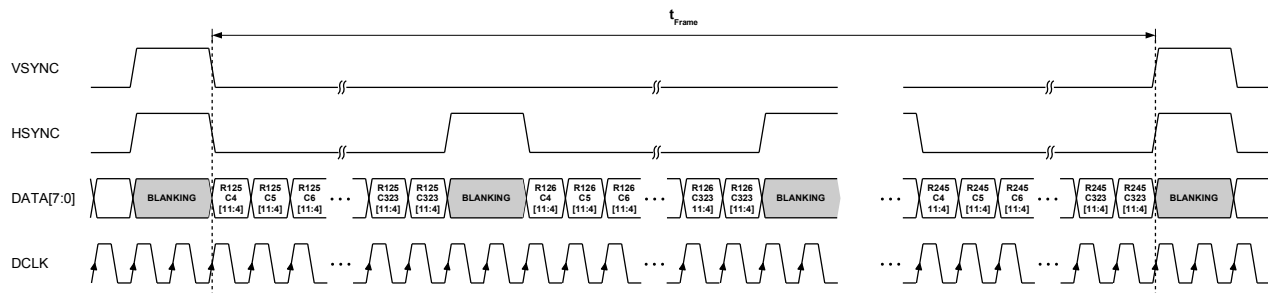 t Frame
VSYNC
HSYNC
DATA[7:0]
BLANKING
R125 C4 [11:4]
R125 C5 [11:4]
R125 C6 [11:4]
...
R125 C323 [11:4]
R125 C323 [11:4]
BLANKING
R126 C4 [11:4]
R126 C5 [11:4]
R126 C6 [11:4]
...
R126 C323 11:4]
R126 C323 [11:4]
BLANKING
...
R245 C4 11:4]
R245 C5 [11:4]
R245 C6 [11:4]
...
R245 C323 [11:4]
R245 C323 [11:4]
BLANKING
DCLK
...
...
...
...